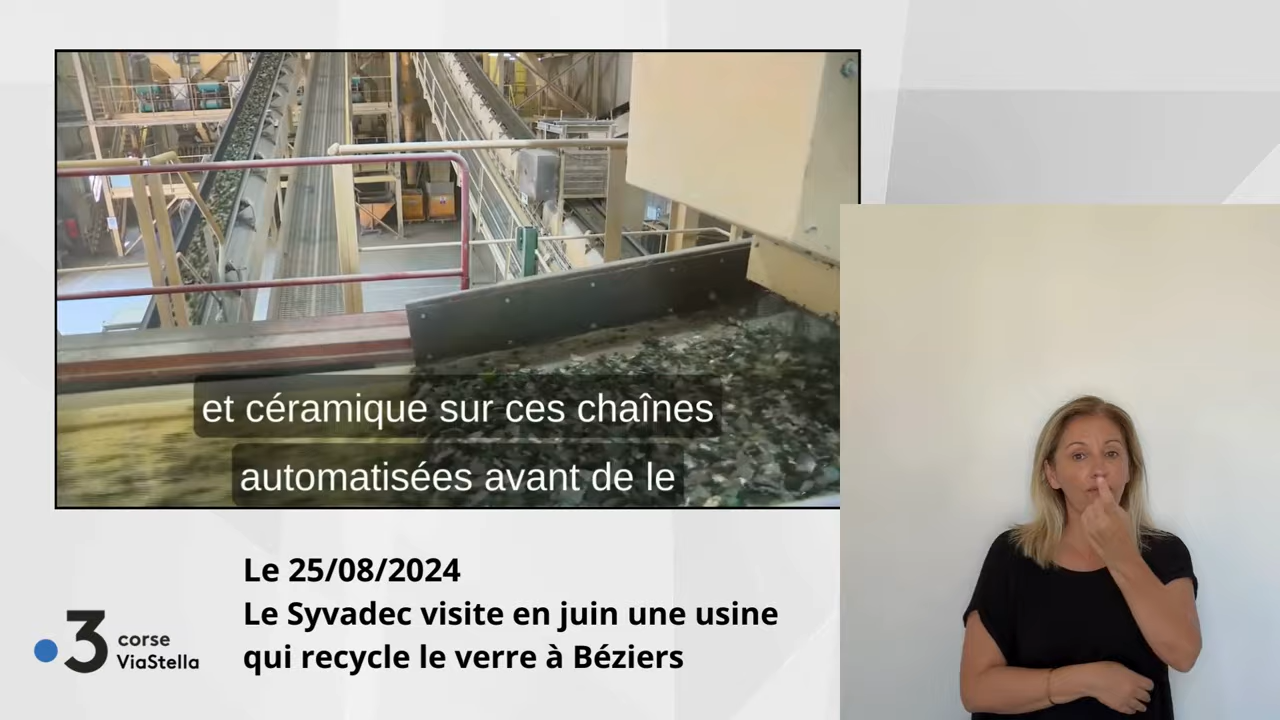 et céramique sur ces chaînes
automatisées avant de le
Le 25/08/2024
Le Syvadec visite en juin une usine
qui recycle le verre à Béziers
3 corse
ViaStella